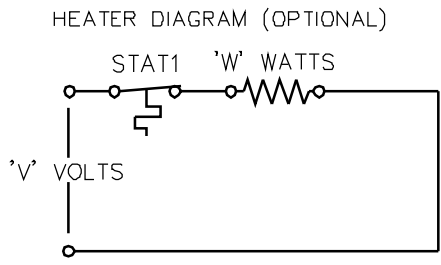 HEATER DIAGRAM (OPTIONAL)
STAT1
'W' WATTS
'V' VOLTS